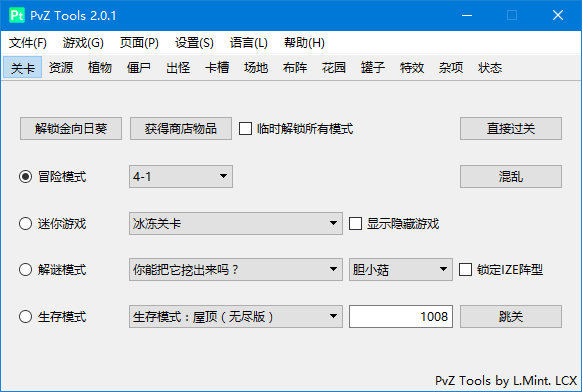 Pt PvZ Tools 2.0.1
文件(F) 游戏(G) 页面(P) 设置(S) 语言(L) 帮助(H)
关卡 资源 植物 僵尸 出怪 卡槽 场地 布阵 花园 罐子 特效 杂项 状态
解锁金向日葵 获得商店物品 临时解锁所有模式 直接过关
冒险模式 4-1 混乱
迷你游戏 冰冻关卡 显示隐藏游戏
解谜模式 你能把它挖出来吗？ 胆小菇 锁定IZE阵型
生存模式 生存模式：屋顶（无尽版） 1008 跳关
PvZ Tools by L.Mint. LCX